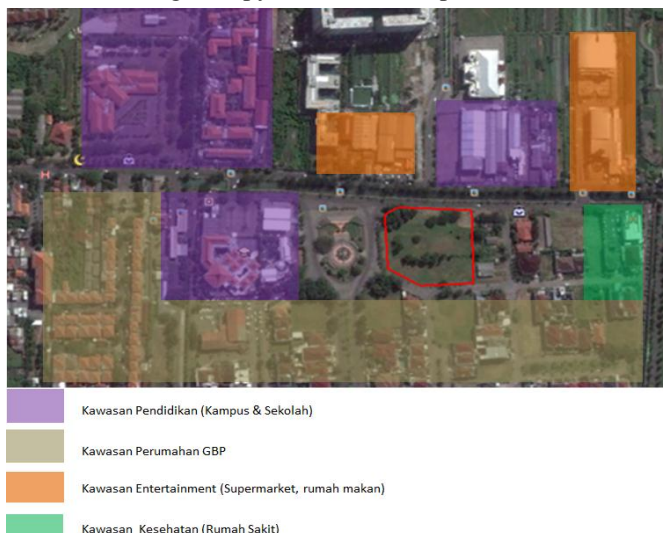 Kawasan Pendidikan (Kampus & Sekolah)
Kawasan Perumahan GBP
Kawasan Entertainment (Supermarket, rumah makan)
Kawasan Kesehatan (Rumah Sakit)